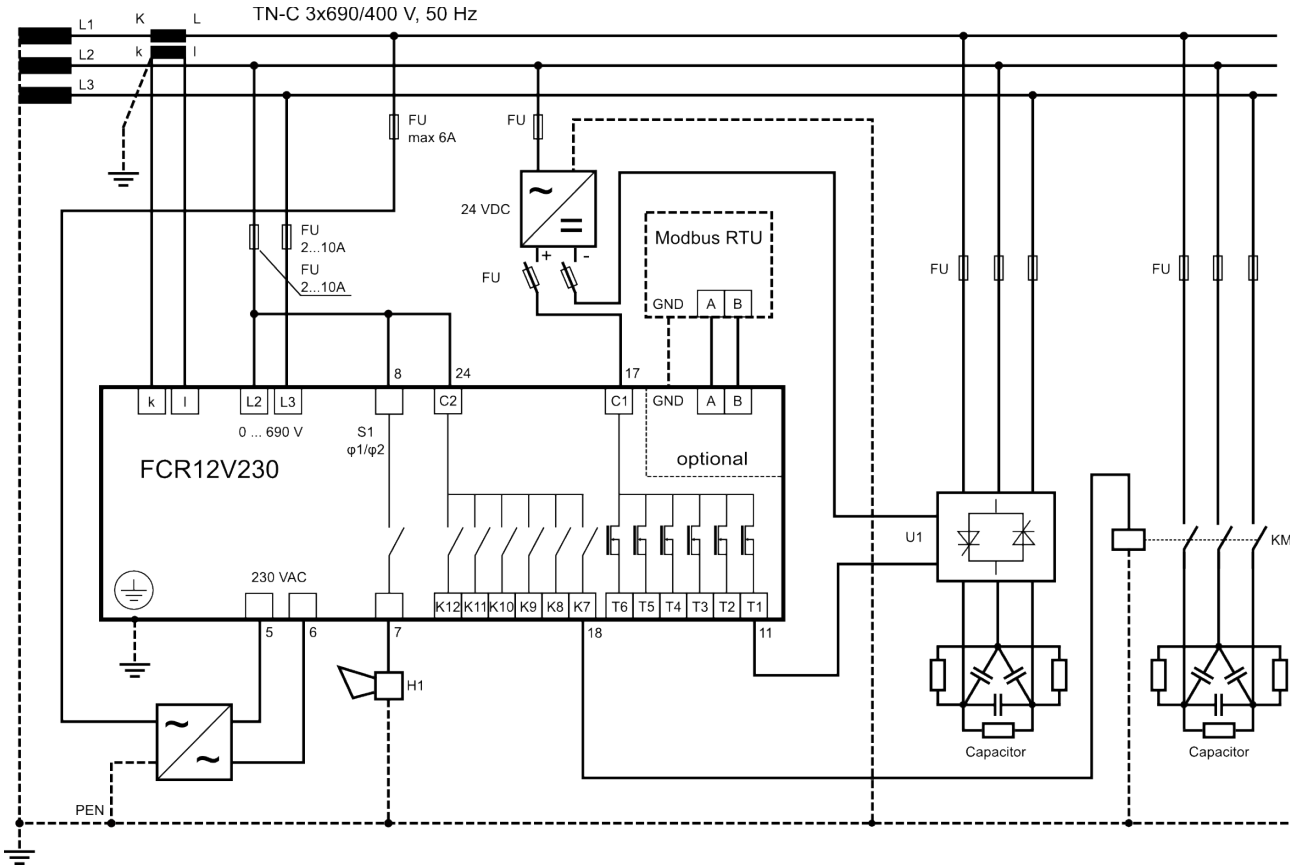 TN-C 3x690/400 V, 50 Hz
L1
K
L
L2
k
l
L3
FU
max 6A
FU
24 VDC
+
-
FU
FU
2...10A
FU
2...10A
Modbus RTU
GND
A
B
FU
FU
8
24
17
k
l
L2
L3
C2
C1
GND
A
B
0 ... 690 V
S1
φ1/φ2
optional
FCR12V230
U1
KM
230 VAC
K12
K11
K10
K9
K8
K7
T6
T5
T4
T3
T2
T1
5
6
7
18
11
H1
Capacitor
Capacitor
PEN